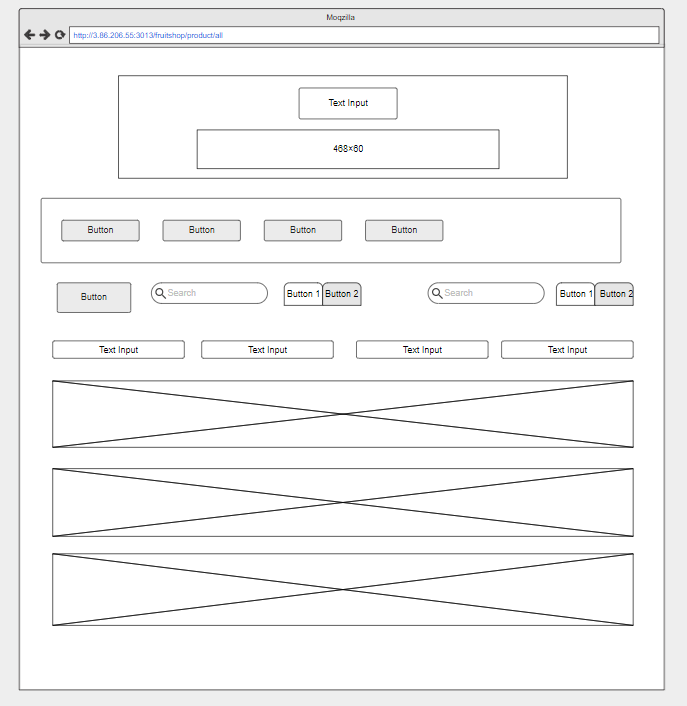 Moqzilla
http://3.86.206.55:3013/fruitshop/product/all
Text Input
468×60
Button Button Button Button
Button Search Button 1 Button 2 Search Button 1 Button 2
Text Input Text Input Text Input Text Input